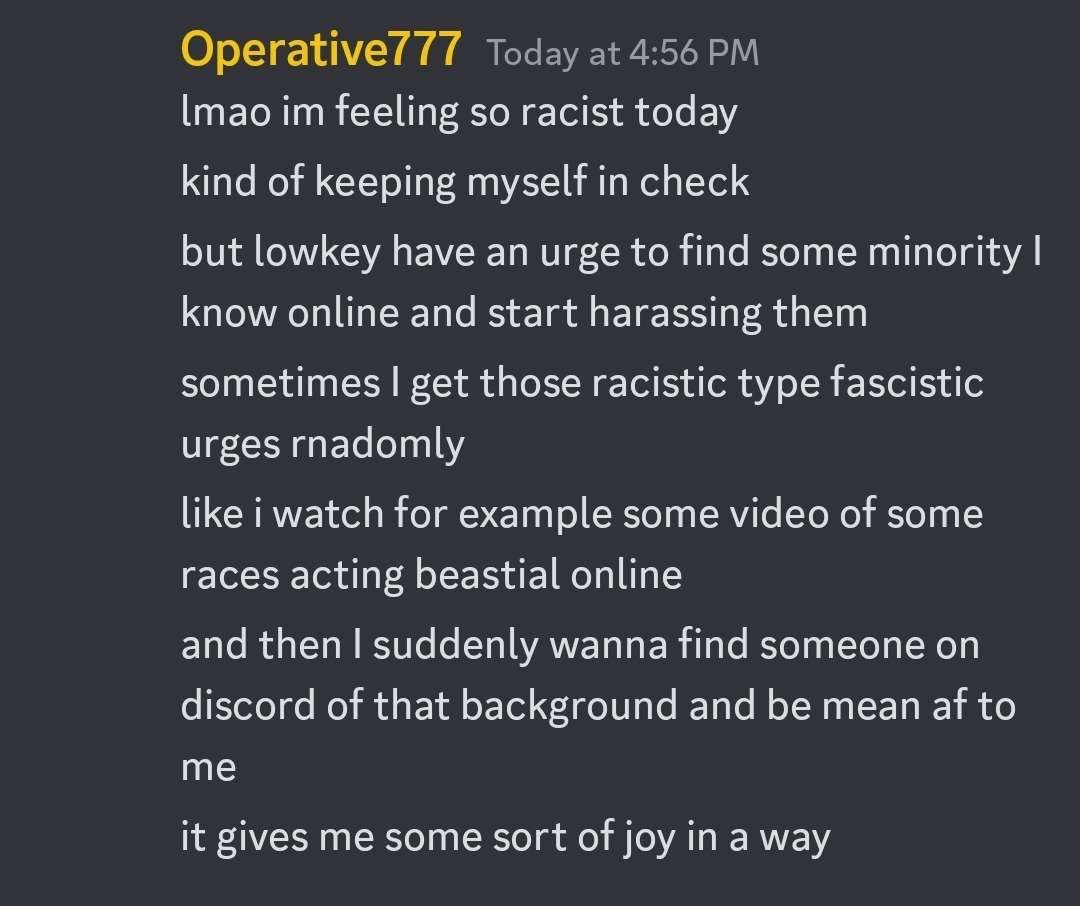 Operative777 Today at 4:56 PM
lmao im feeling so racist today
kind of keeping myself in check
but lowkey have an urge to find some minority I
know online and start harassing them
sometimes I get those racistic type fascistic
urges rnadomly
like i watch for example some video of some
races acting beastial online
and then I suddenly wanna find someone on
discord of that background and be mean af to
me
it gives me some sort of joy in a way